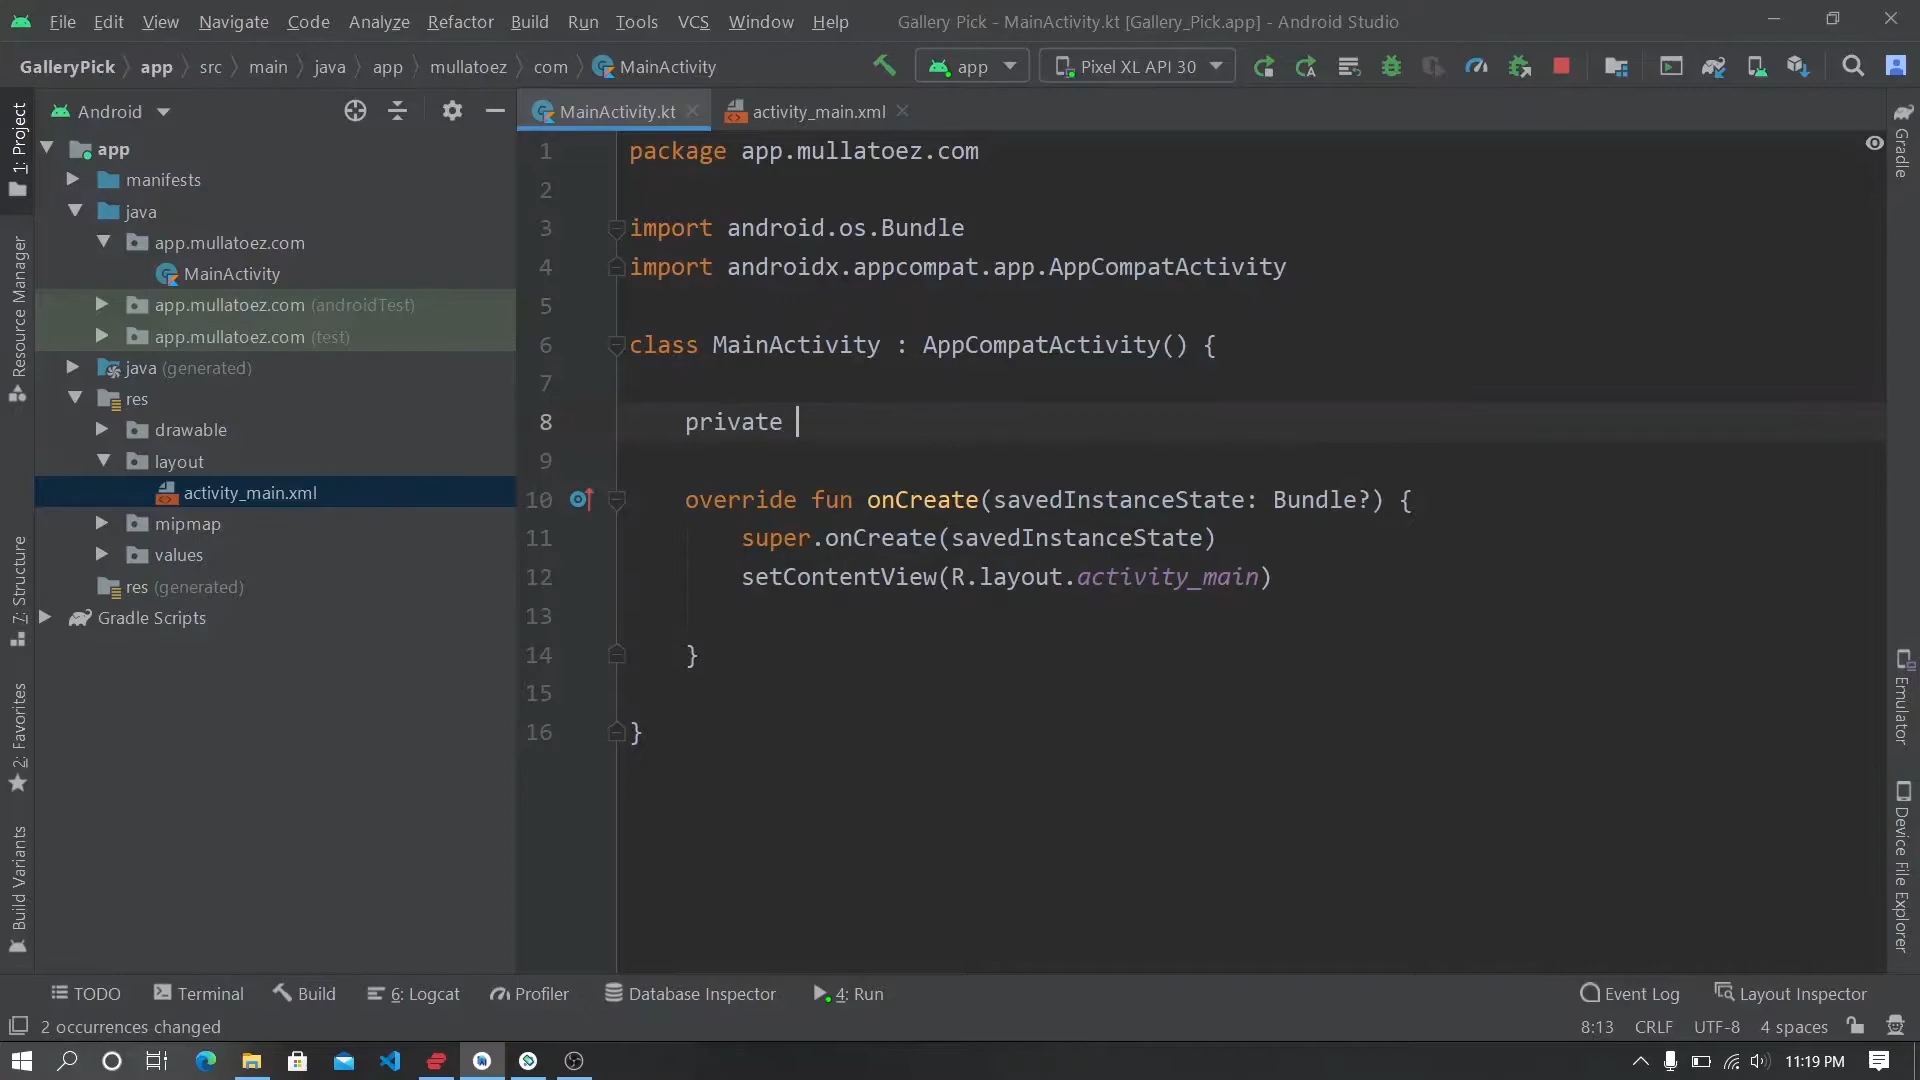 File Edit View Navigate Code Analyze Refactor Build Run Tools VCS Window Help Gallery Pick - MainActivity.kt [Gallery_Pick.app] - Android Studio
GalleryPick app src main java app mullatoez com MainActivity app Pixel XL API 30
Android
MainActivity.kt activity_main.xml
1: Project
Resource Manager
7: Structure
2: Favorites
Build Variants
app
manifests
java
app.mullatoez.com
MainActivity
app.mullatoez.com (androidTest)
app.mullatoez.com (test)
java (generated)
res
drawable
layout
activity_main.xml
mipmap
values
res (generated)
Gradle Scripts
1 package app.mullatoez.com
2
3 import android.os.Bundle
4 import androidx.appcompat.app.AppCompatActivity
5
6 class MainActivity : AppCompatActivity() {
7
8 private
9
10 override fun onCreate(savedInstanceState: Bundle?) {
11 super.onCreate(savedInstanceState)
12 setContentView(R.layout.activity_main)
13
14 }
15
16 }
Gradle
Emulator
Device File Explorer
TODO Terminal Build 6: Logcat Profiler Database Inspector 4: Run Event Log Layout Inspector
2 occurrences changed 8:13 CRLF UTF-8 4 spaces
11:19 PM